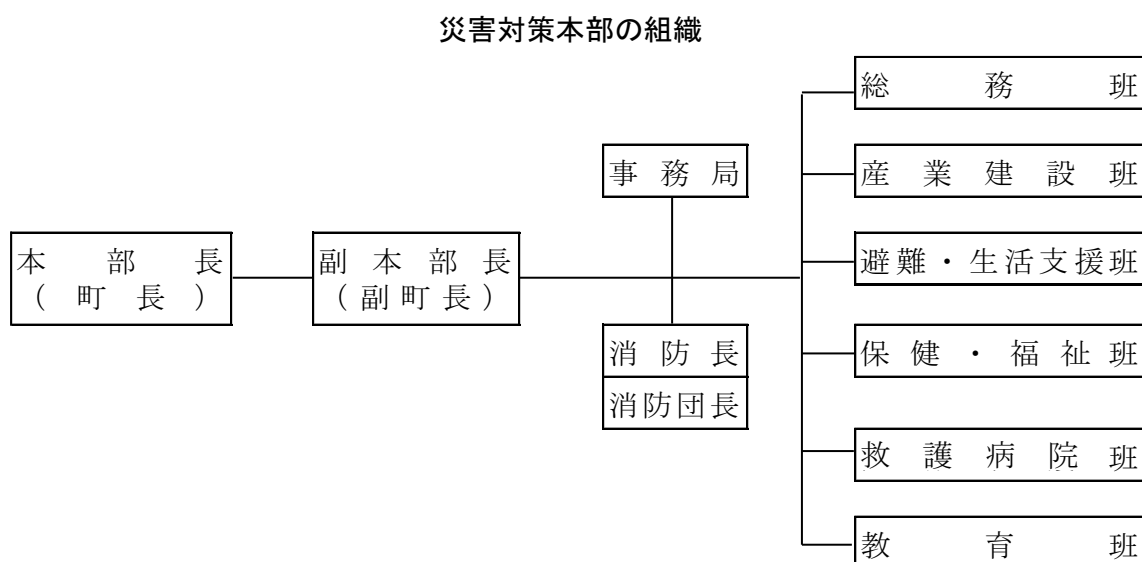 災害対策本部の組織
本部長
(町長)
副本部長
(副町長)
事務局
消防長
消防団長
総務班
産業建設班
避難・生活支援班
保健・福祉班
救護病院班
教育班